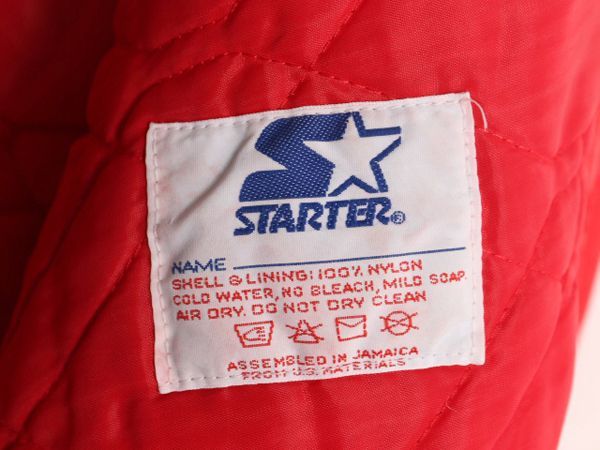 STARTER®
NAME
SHELL & LINING: 100% NYLON
COLD WATER, NO BLEACH, MILD SOAP.
AIR DRY. DO NOT DRY CLEAN
ASSEMBLED IN JAMAICA
FROM U.S. MATERIALS